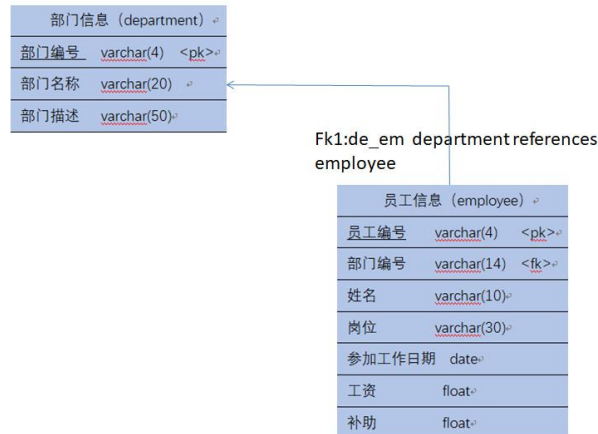 部门信息（department）
部门编号 varchar(4) <pk>
部门名称 varchar(20)
部门描述 varchar(50)
Fk1:de_em department references
employee
员工信息（employee）
员工编号 varchar(4) <pk>
部门编号 varchar(14) <fk>
姓名 varchar(10)
岗位 varchar(30)
参加工作日期 date
工资 float
补助 float